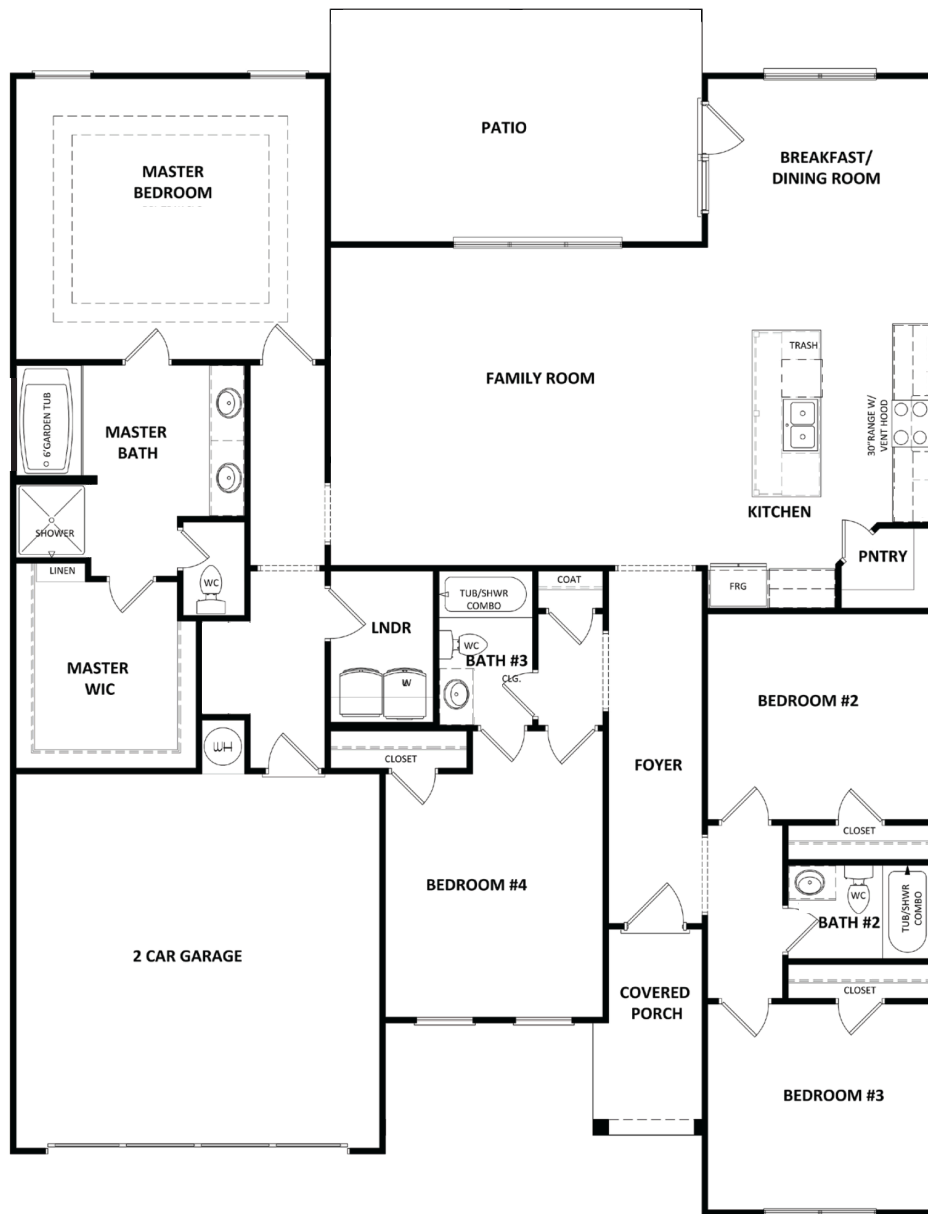 PATIO
MASTER
BEDROOM
BREAKFAST/
DINING ROOM
TRASH
FAMILY ROOM
30"RANGE W/
VENT HOOD
6'GARDEN TUB
MASTER
BATH
KITCHEN
SHOWER
PNTRY
LINEN
WC
COAT
FRG
TUB/SHWR
COMBO
LNDR
WC
BATH #3
CLG.
MASTER
WIC
BEDROOM #2
WH
CLOSET
FOYER
CLOSET
BEDROOM #4
WC
TUB/SHWR
COMBO
BATH #2
2 CAR GARAGE
COVERED
PORCH
CLOSET
BEDROOM #3